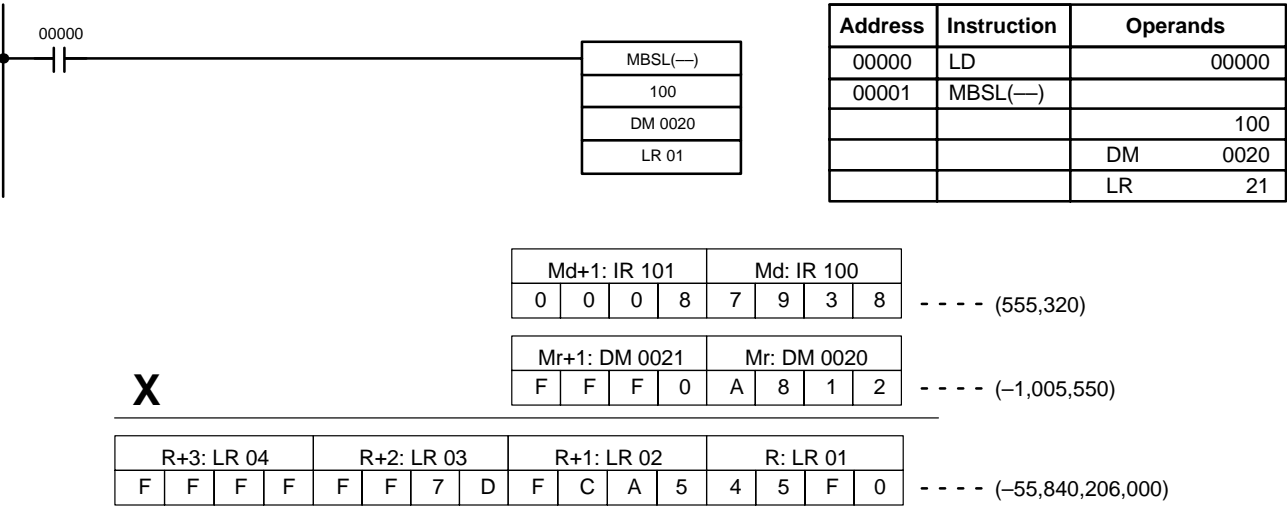 00000
MBSL(––)
100
DM 0020
LR 01
Address Instruction Operands
00000 LD 00000
00001 MBSL(––)
100
DM 0020
LR 21
Md+1: IR 101 Md: IR 100
0 0 0 8 7 9 3 8 - - - - (555,320)
Mr+1: DM 0021 Mr: DM 0020
X F F F 0 A 8 1 2 - - - - (–1,005,550)
R+3: LR 04 R+2: LR 03 R+1: LR 02 R: LR 01
F F F F F F 7 D F C A 5 4 5 F 0 - - - - (–55,840,206,000)